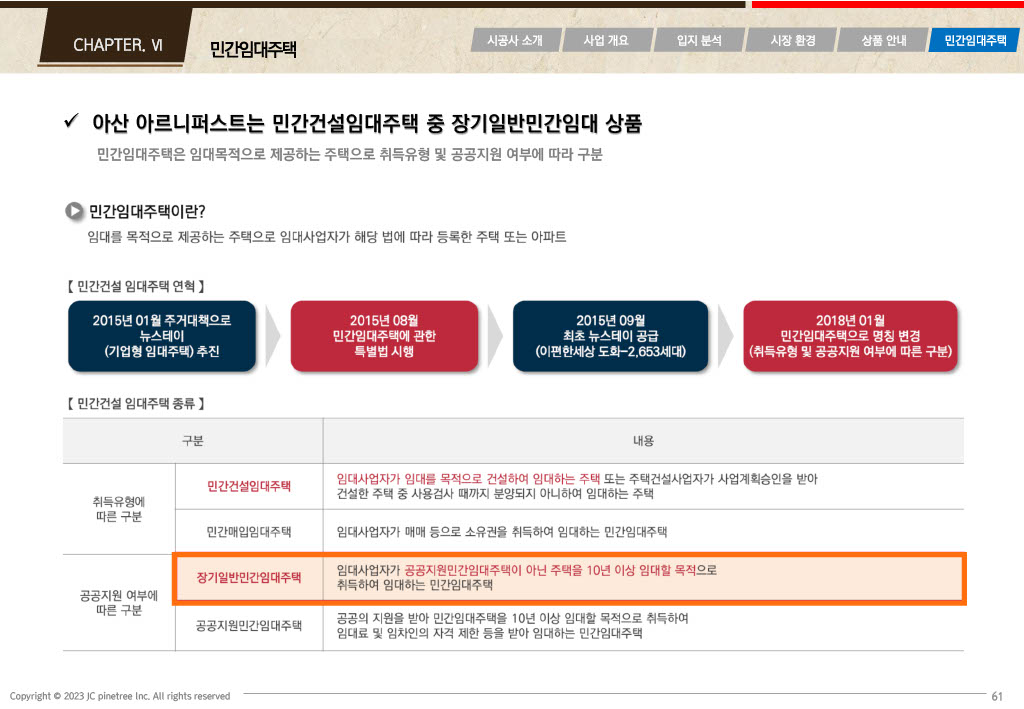 CHAPTER. Ⅵ
민간임대주택
시공사 소개
사업 개요
입지 분석
시장 환경
상품 안내
민간임대주택
✓ 아산 아르니퍼스트는 민간건설임대주택 중 장기일반민간임대 상품
민간임대주택은 임대목적으로 제공하는 주택으로 취득유형 및 공공지원 여부에 따라 구분
민간임대주택이란?
임대를 목적으로 제공하는 주택으로 임대사업자가 해당 법에 따라 등록한 주택 또는 아파트
【 민간건설 임대주택 연혁 】
2015년 01월 주거대책으로
뉴스테이
(기업형 임대주택) 추진
2015년 08월
민간임대주택에 관한
특별법 시행
2015년 09월
최초 뉴스테이 공급
(이편한세상 도화-2,653세대)
2018년 01월
민간임대주택으로 명칭 변경
(취득유형 및 공공지원 여부에 따른 구분)
【 민간건설 임대주택 종류 】
구분
내용
취득유형에
따른 구분
민간건설임대주택
임대사업자가 임대를 목적으로 건설하여 임대하는 주택 또는 주택건설사업자가 사업계획승인을 받아
건설한 주택 중 사용검사 때까지 분양되지 아니하여 임대하는 주택
민간매입임대주택
임대사업자가 매매 등으로 소유권을 취득하여 임대하는 민간임대주택
공공지원 여부에
따른 구분
장기일반민간임대주택
임대사업자가 공공지원민간임대주택이 아닌 주택을 10년 이상 임대할 목적으로
취득하여 임대하는 민간임대주택
공공지원민간임대주택
공공의 지원을 받아 민간임대주택을 10년 이상 임대할 목적으로 취득하여
임대료 및 임차인의 자격 제한 등을 받아 임대하는 민간임대주택
Copyright © 2023 JC pinetree Inc. All rights reserved
61